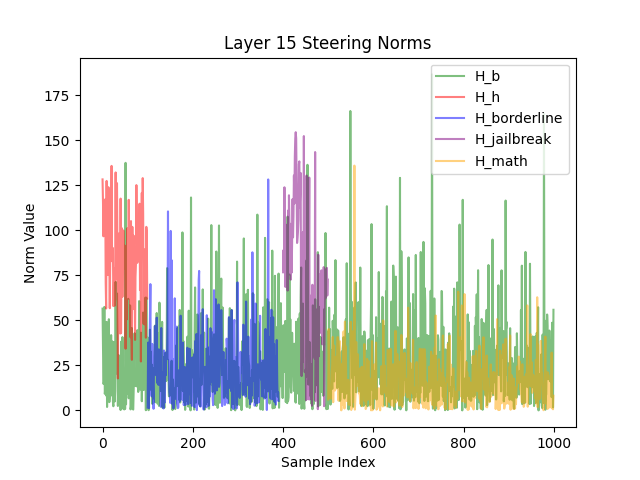 Layer 15 Steering Norms
H_b
H_h
H_borderline
H_jailbreak
H_math
Norm Value
175
150
125
100
75
50
25
0
0
200
400
600
800
1000
Sample Index